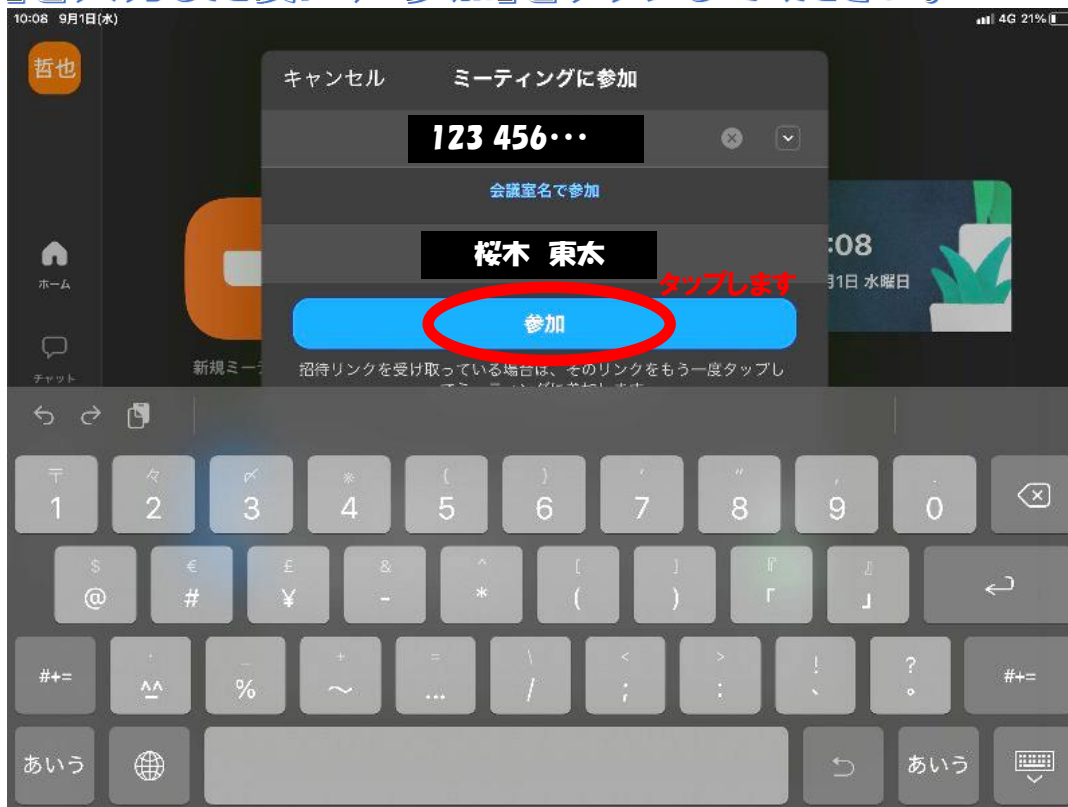 10:08 9月1日(水)
4G 21%
哲也
キャンセル
ミーティングに参加
123 456・・・
会議室名で参加
桜木 東太
:08
月1日 水曜日
タップします
参加
ホーム
チャット
新規ミーテ
招待リンクを受け取っている場合は、そのリンクをもう一度タップし
〒 々 〆 ※ ( ) ' " , .
1 2 3 4 5 6 7 8 9 0
$ € £ & ^ [ ] 『 』
@ # ¥ - * ( ) 「 」
· _ + = \ < > ! ?
#+= ^^ % 〜 ... / ; : 、 。 #+=
あいう あいう